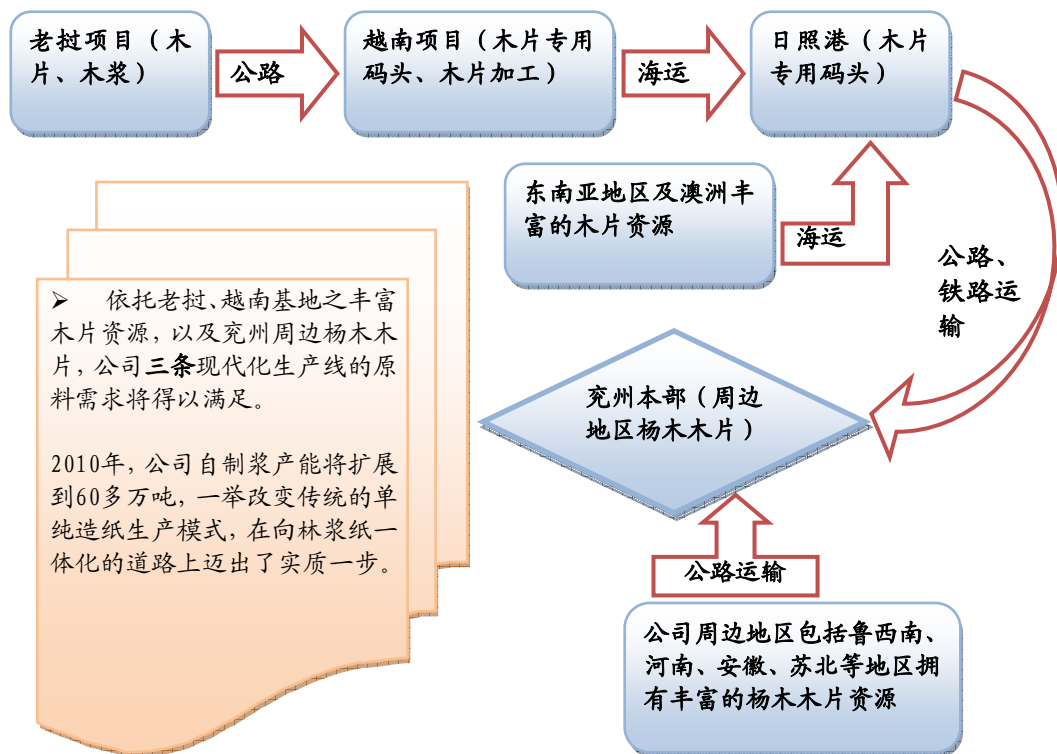 老挝项目（木
片、木浆）
公路
越南项目（木片专用
码头、木片加工）
海运
日照港（木片
专用码头）
东南亚地区及澳洲丰
富的木片资源
海运
公路、
铁路运
输
➢ 依托老挝、越南基地之丰富
木片资源，以及兖州周边杨木木
片，公司三条现代化生产线的原
料需求将得以满足。
2010年，公司自制浆产能将扩展
到60多万吨，一举改变传统的单
纯造纸生产模式，在向林浆纸一
体化的道路上迈出了实质一步。
兖州本部（周边
地区杨木木片）
公路运输
公司周边地区包括鲁西南、
河南、安徽、苏北等地区拥
有丰富的杨木木片资源